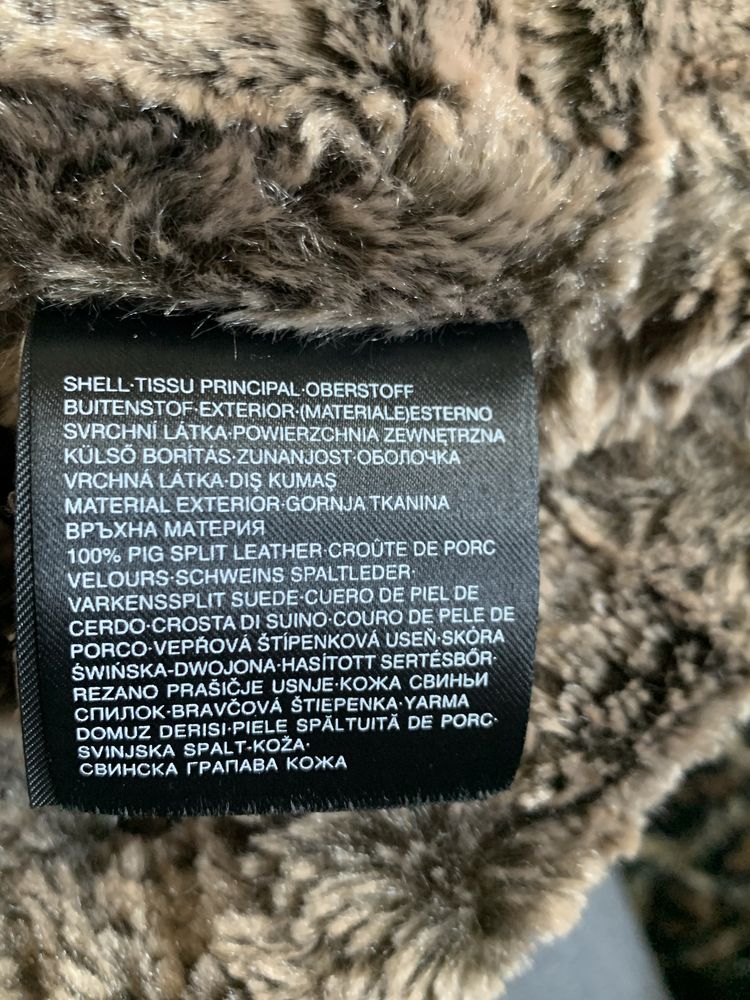 SHELL·TISSU PRINCIPAL·OBERSTOFF
BUITENSTOF·EXTERIOR·(MATERIALE)ESTERNO
SVRCHNÍ LÁTKA·POWIERZCHNIA ZEWNĘTRZNA
KÜLSŐ BORÍTÁS·ZUNANJOST·ОБОЛОЧКА
VRCHNÁ LÁTKA·DIŞ KUMAŞ
MATERIAL EXTERIOR·GORNJA TKANINA
ВРЪХНА МАТЕРИЯ
100% PIG SPLIT LEATHER·CROÛTE DE PORC
VELOURS·SCHWEINS SPALTLEDER·
VARKENSSPLIT SUEDE·CUERO DE PIEL DE
CERDO·CROSTA DI SUINO·COURO DE PELE DE
PORCO·VEPŘOVÁ ŠTÍPENKOVÁ USEŇ·SKÓRA
ŚWIŃSKA-DWOJONA·HASÍTOTT SERTÉSBŐR·
REZANO PRAŠIČJE USNJE·КОЖА СВИНЬИ
СПИЛОК·BRAVČOVÁ ŠTIEPENKA·YARMA
DOMUZ DERISI·PIELE ȘPĂLTUITĂ DE PORC·
SVINJSKA SPALT-KOŽA·
СВИНСКА ГРАПАВА КОЖА